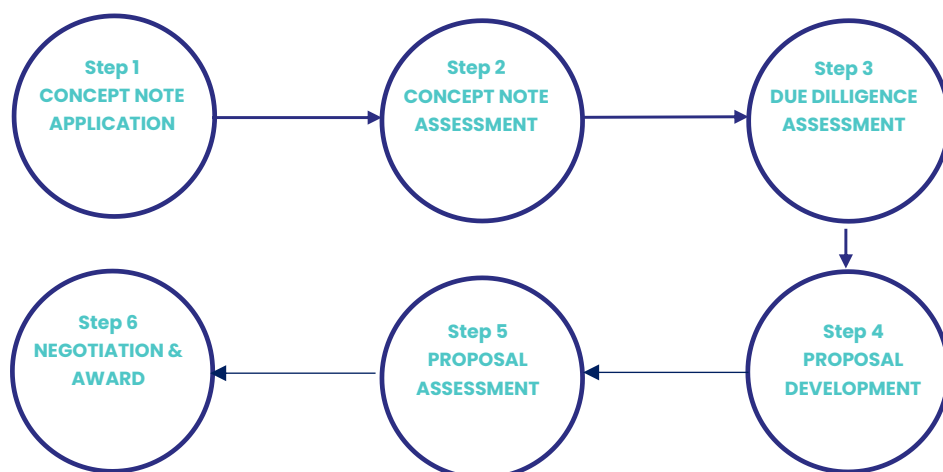 Step 1
CONCEPT NOTE
APPLICATION
Step 2
CONCEPT NOTE
ASSESSMENT
Step 3
DUE DILLIGENCE
ASSESSMENT
Step 4
PROPOSAL
DEVELOPMENT
Step 5
PROPOSAL
ASSESSMENT
Step 6
NEGOTIATION &
AWARD